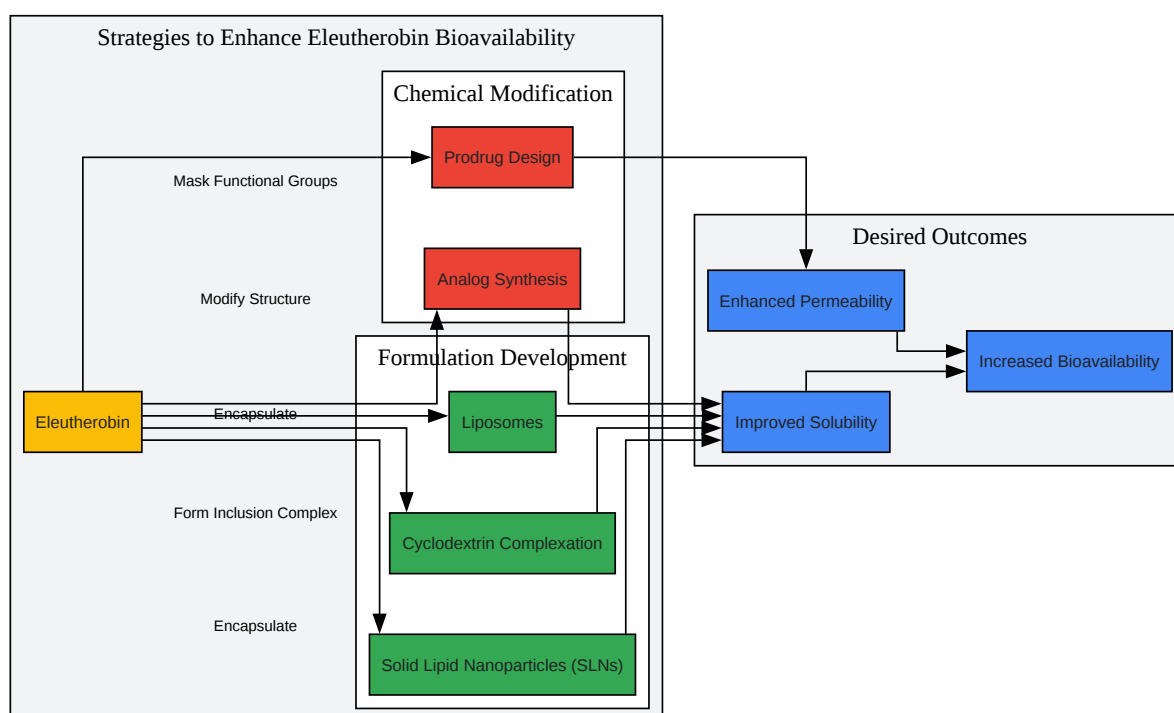 Strategies to Enhance Eleutherobin Bioavailability
Chemical Modification
Prodrug Design
Mask Functional Groups
Desired Outcomes
Analog Synthesis
Enhanced Permeability
Modify Structure
Formulation Development
Increased Bioavailability
Eleutherobin
Encapsulate
Liposomes
Improved Solubility
Form Inclusion Complex
Cyclodextrin Complexation
Encapsulate
Solid Lipid Nanoparticles (SLNs)